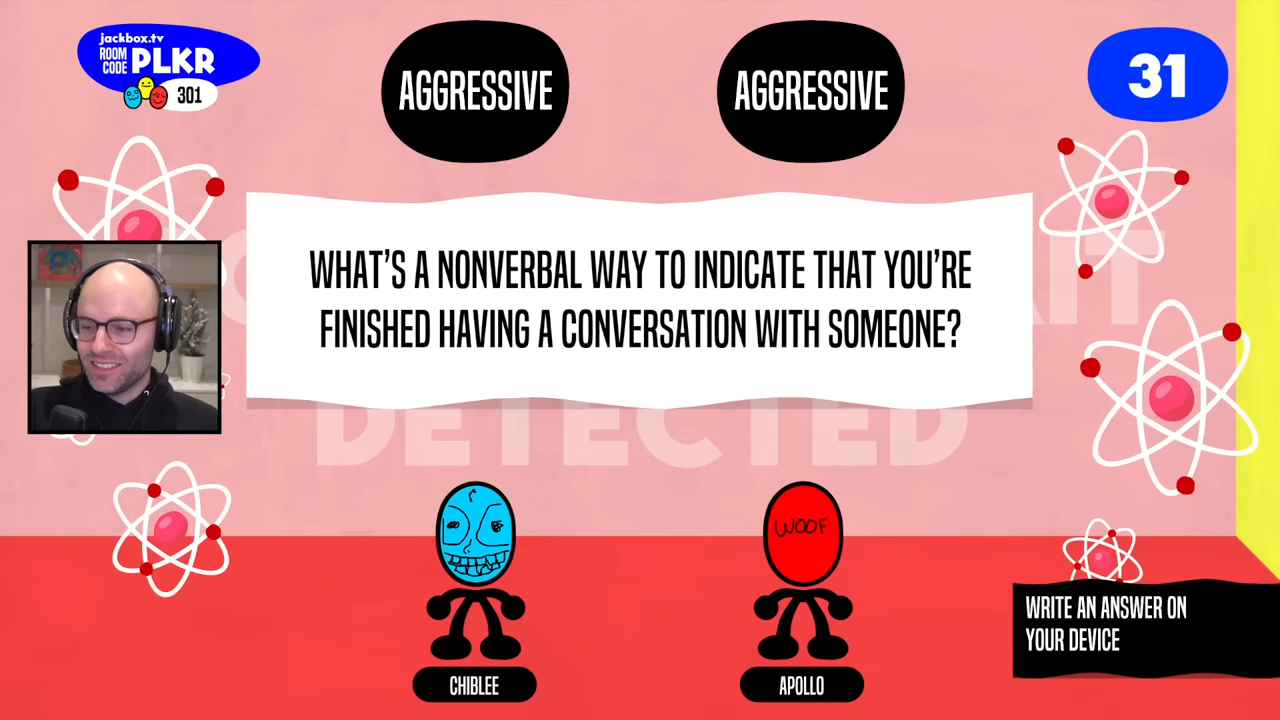 jackbox.tv
ROOM CODE PLKR
301
AGGRESSIVE
AGGRESSIVE
31
WHAT'S A NONVERBAL WAY TO INDICATE THAT YOU'RE
FINISHED HAVING A CONVERSATION WITH SOMEONE?
DETECTED
WOOF
WRITE AN ANSWER ON
YOUR DEVICE
CHIBLEE
APOLLO